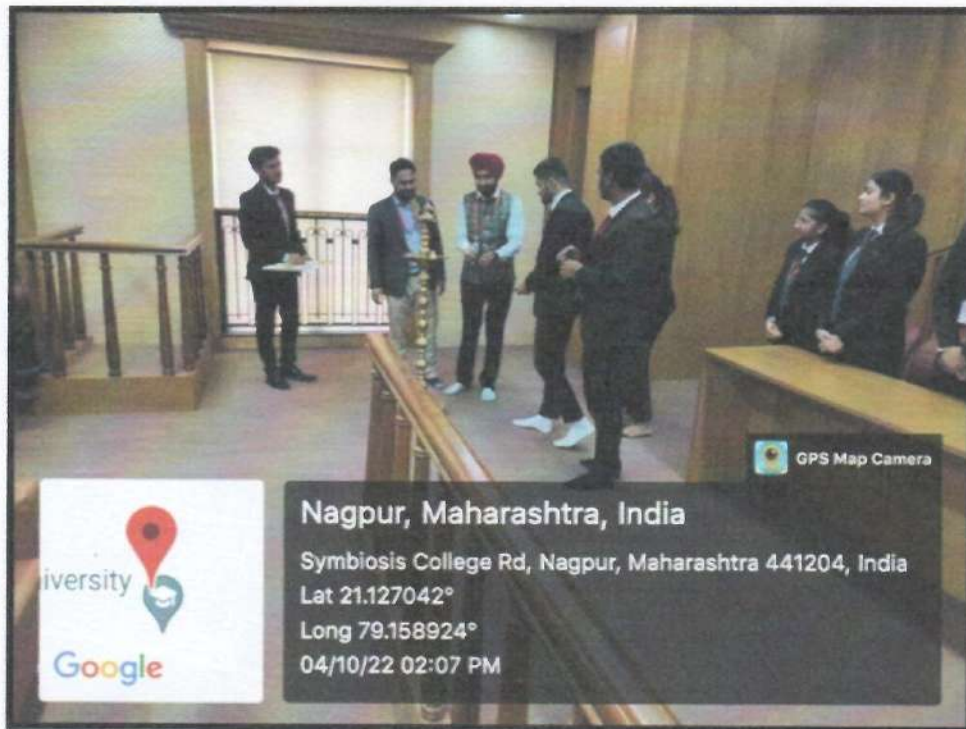 GPS Map Camera
Nagpur, Maharashtra, India
Symbiosis College Rd, Nagpur, Maharashtra 441204, India
Lat 21.127042°
Long 79.158924°
04/10/22 02:07 PM
iversity
Google